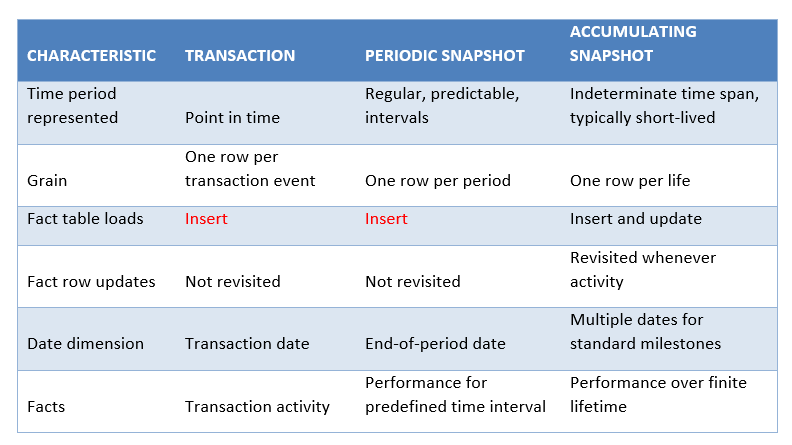 CHARACTERISTIC TRANSACTION PERIODIC SNAPSHOT ACCUMULATING
SNAPSHOT
Time period
represented
Point in time
Regular, predictable,
intervals
Indeterminate time span,
typically short-lived
Grain
One row per
transaction event
One row per period
One row per life
Fact table loads
Insert
Insert
Insert and update
Fact row updates
Not revisited
Not revisited
Revisited whenever
activity
Date dimension
Transaction date
End-of-period date
Multiple dates for
standard milestones
Facts
Transaction activity
Performance for
predefined time interval
Performance over finite
lifetime